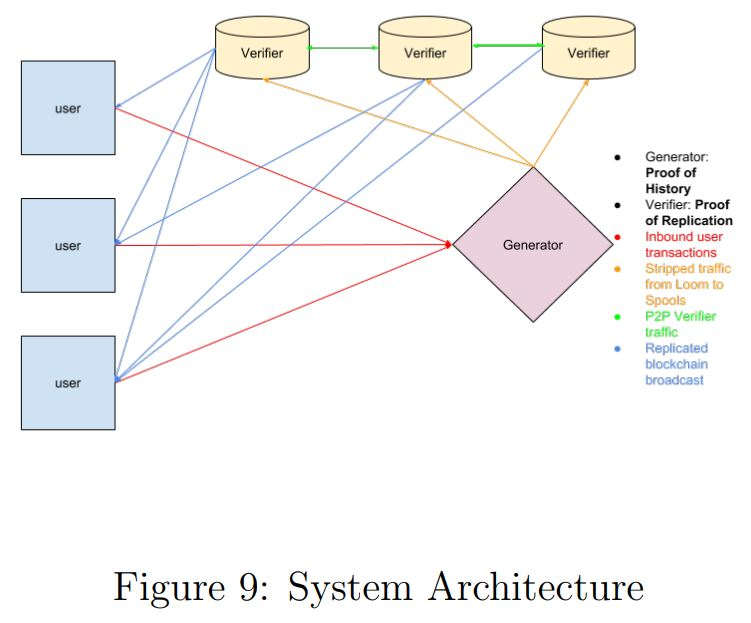 Verifier
Verifier
Verifier
user
user
user
Generator
Generator:
Proof of
History
Verifier: Proof
of Replication
Inbound user
transactions
Stripped traffic
from Loom to
Spools
P2P Verifier
traffic
Replicated
blockchain
broadcast
Figure 9: System Architecture